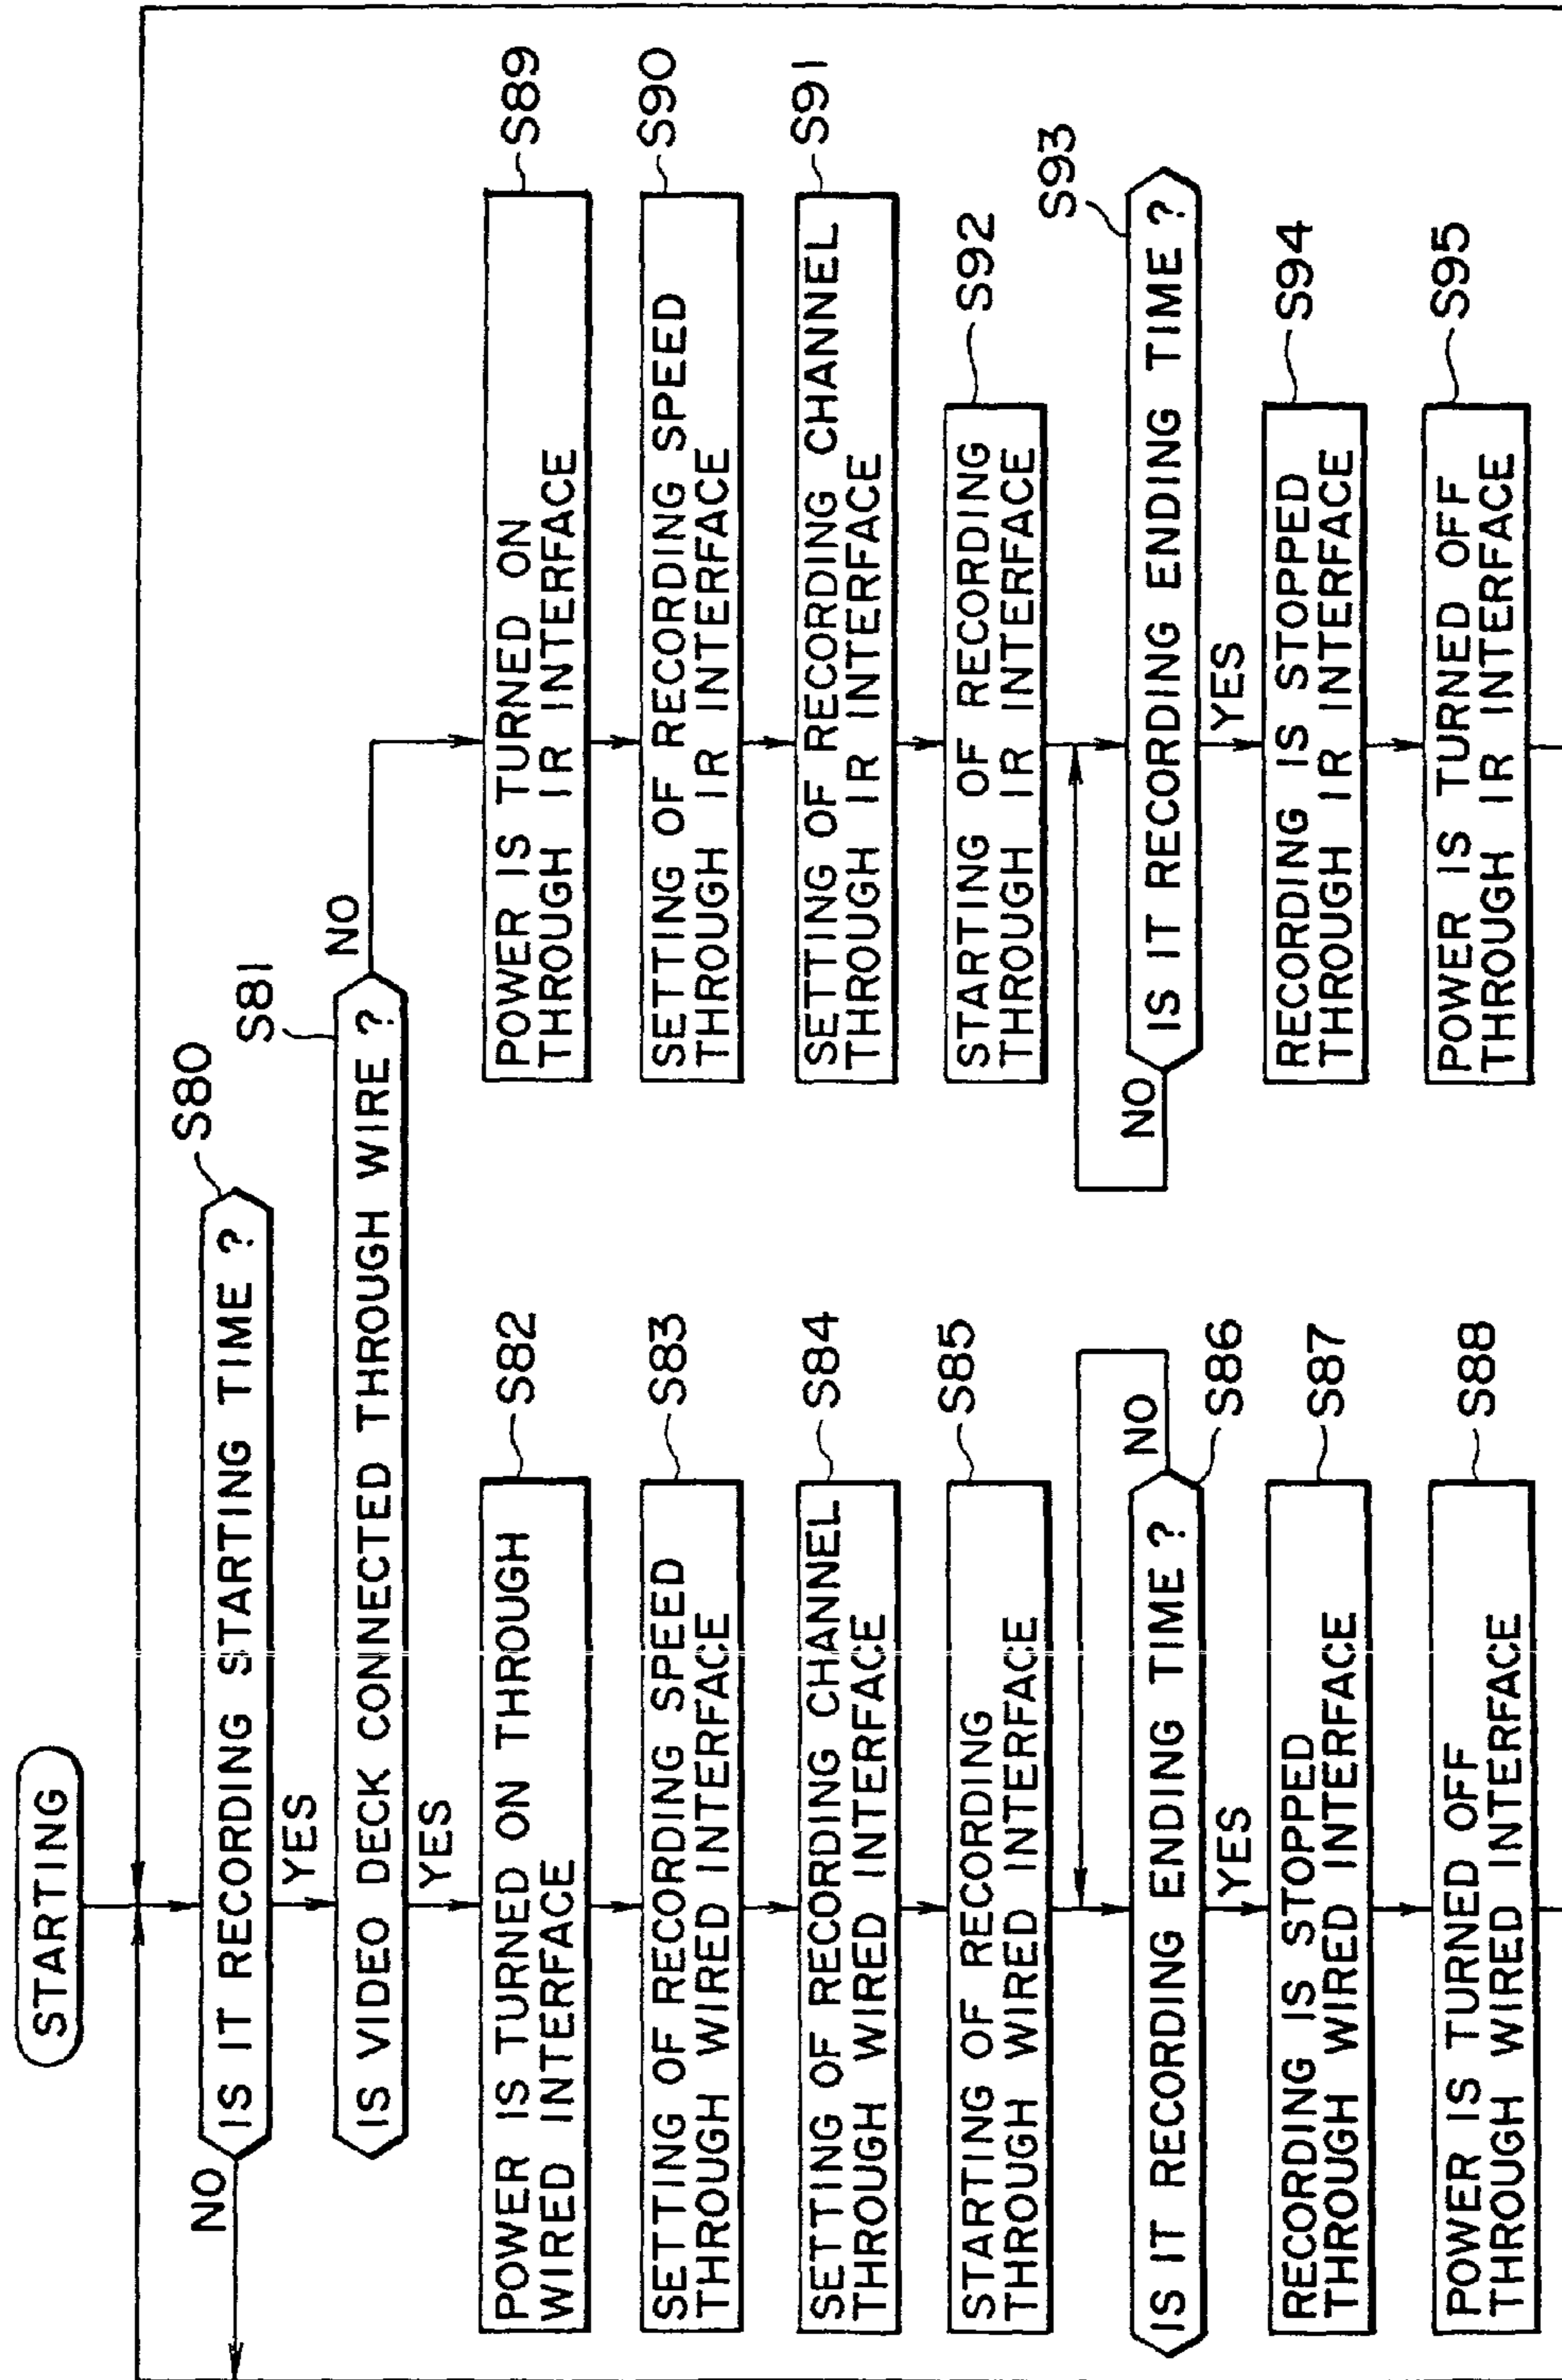 STARTING
IS IT RECORDING STARTING TIME ?
S80
NO
YES
IS VIDEO DECK CONNECTED THROUGH WIRE ?
S81
NO
YES
POWER IS TURNED ON THROUGH
WIRED INTERFACE
S82
SETTING OF RECORDING SPEED
THROUGH WIRED INTERFACE
S83
SETTING OF RECORDING CHANNEL
THROUGH WIRED INTERFACE
S84
STARTING OF RECORDING
THROUGH WIRED INTERFACE
S85
IS IT RECORDING ENDING TIME ?
NO
S86
YES
RECORDING IS STOPPED
THROUGH WIRED INTERFACE
S87
POWER IS TURNED OFF
THROUGH WIRED INTERFACE
S88
POWER IS TURNED ON
THROUGH IR INTERFACE
S89
SETTING OF RECORDING SPEED
THROUGH IR INTERFACE
S90
SETTING OF RECORDING CHANNEL
THROUGH IR INTERFACE
S91
STARTING OF RECORDING
THROUGH IR INTERFACE
S92
NO
IS IT RECORDING ENDING TIME ?
S93
YES
RECORDING IS STOPPED
THROUGH IR INTERFACE
S94
POWER IS TURNED OFF
THROUGH IR INTERFACE
S95